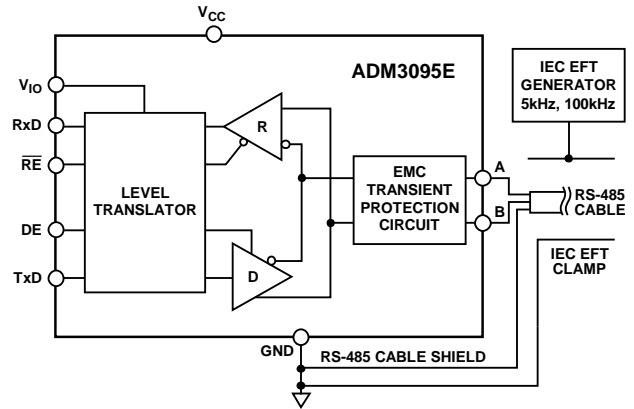 VCC
ADM3095E
IEC EFT
GENERATOR
5kHz, 100kHz
VIO
RxD
RE
DE
TxD
LEVEL
TRANSLATOR
R
D
EMC
TRANSIENT
PROTECTION
CIRCUIT
A
B
RS-485
CABLE
IEC EFT
CLAMP
GND
RS-485 CABLE SHIELD